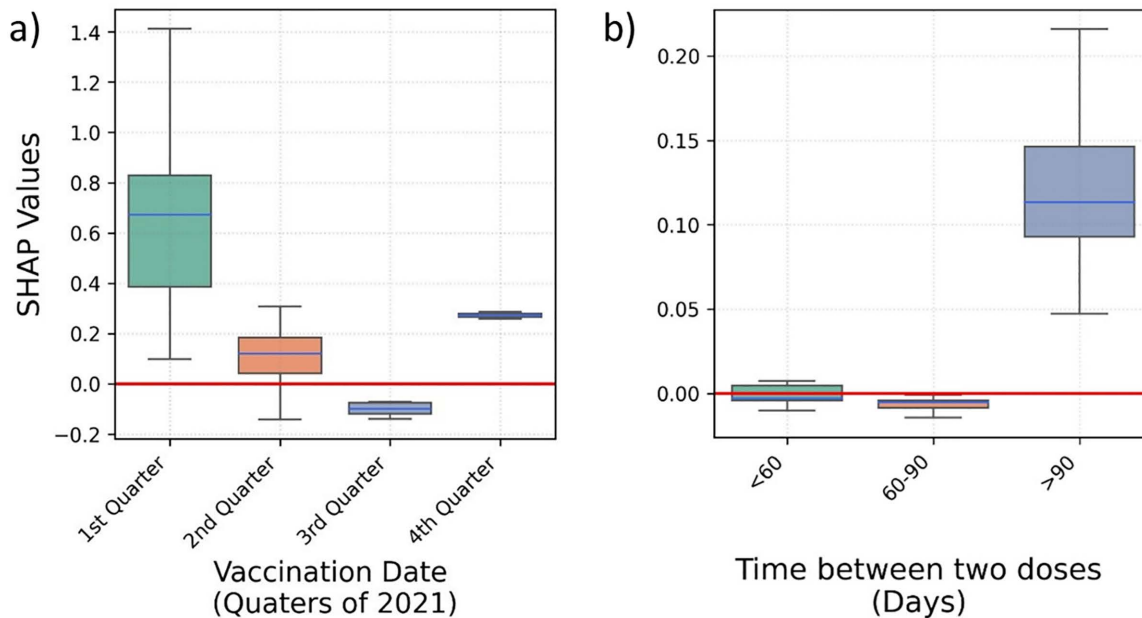 a)
SHAP Values
1.4
1.2
1.0
0.8
0.6
0.4
0.2
0.0
−0.2
1st Quarter
2nd Quarter
3rd Quarter
4th Quarter
Vaccination Date
(Quaters of 2021)
b)
0.20
0.15
0.10
0.05
0.00
<60
60-90
>90
Time between two doses
(Days)